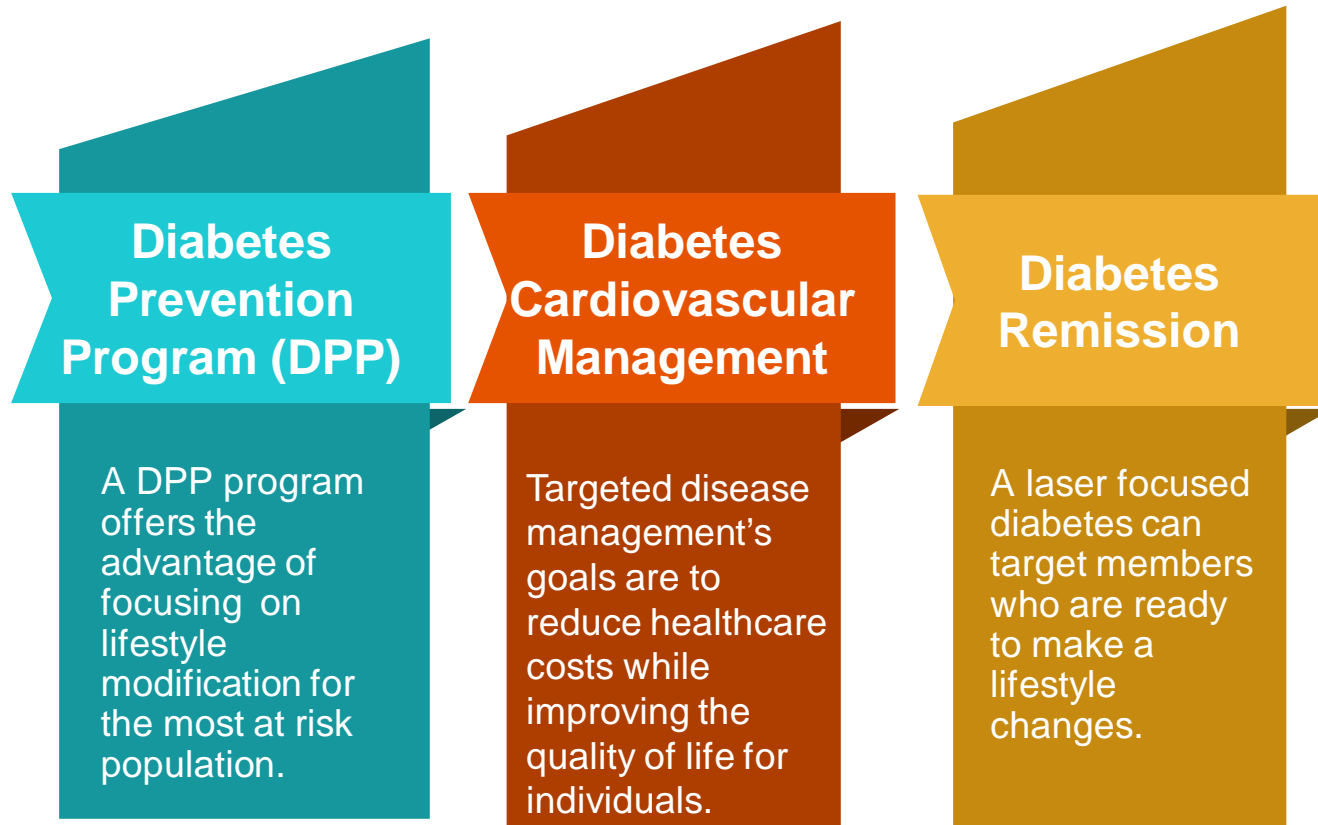 Diabetes
Prevention
Program (DPP)
A DPP program
offers the
advantage of
focusing on
lifestyle
modification for
the most at risk
population.
Diabetes
Cardiovascular
Management
Targeted disease
management’s
goals are to
reduce healthcare
costs while
improving the
quality of life for
individuals.
Diabetes
Remission
A laser focused
diabetes can
target members
who are ready
to make a
lifestyle
changes.